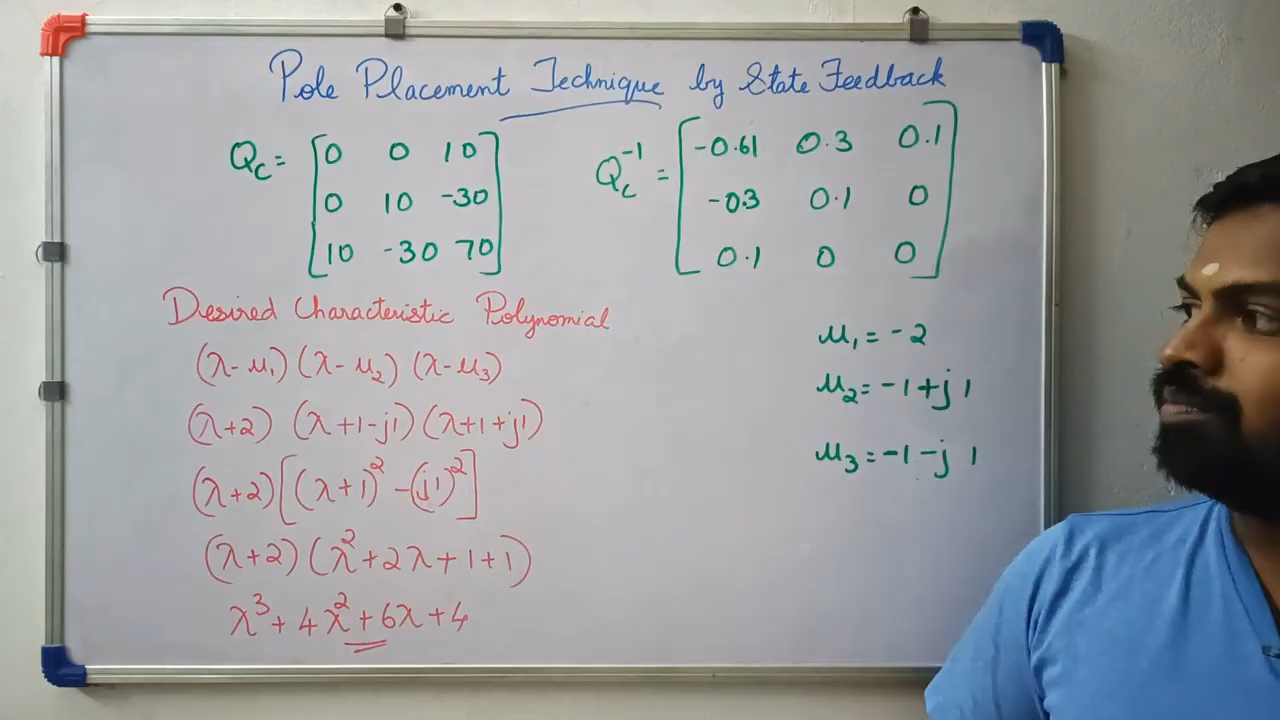 Pole Placement Technique by State Feedback
Qc = [0 0 10
0 10 -30
10 -30 70]
Qc⁻¹ = [-0.61 0.3 0.1
-0.3 0.1 0
0.1 0 0]
Desired Characteristic Polynomial
(λ-μ₁) (λ-μ₂) (λ-μ₃)
(λ+2) (λ+1-j1) (λ+1+j1)
(λ+2)[(λ+1)² -(j1)²]
(λ+2) (λ²+2λ+1+1)
λ³+4λ²+6λ+4
μ₁ = -2
μ₂ = -1+j1
μ₃ = -1-j1